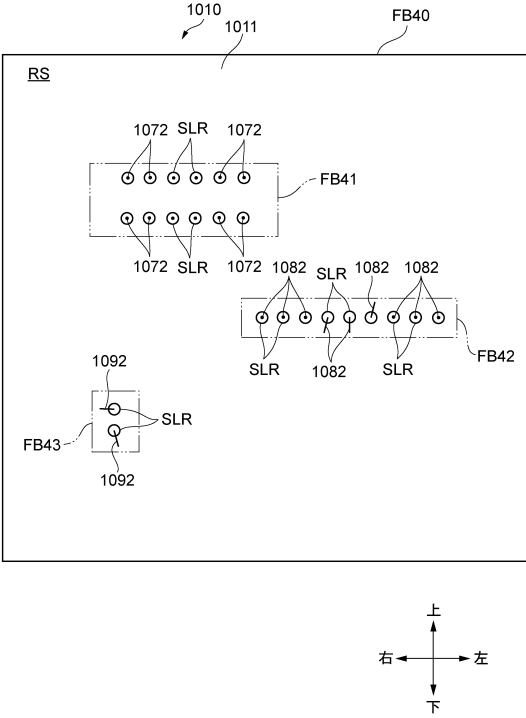 1010
FB40
1011
RS
1072 SLR 1072
FB41
1072 SLR 1072
1082 SLR 1082 1082
SLR 1082 SLR
FB42
1092
SLR
FB43
1092
上
右 左
下